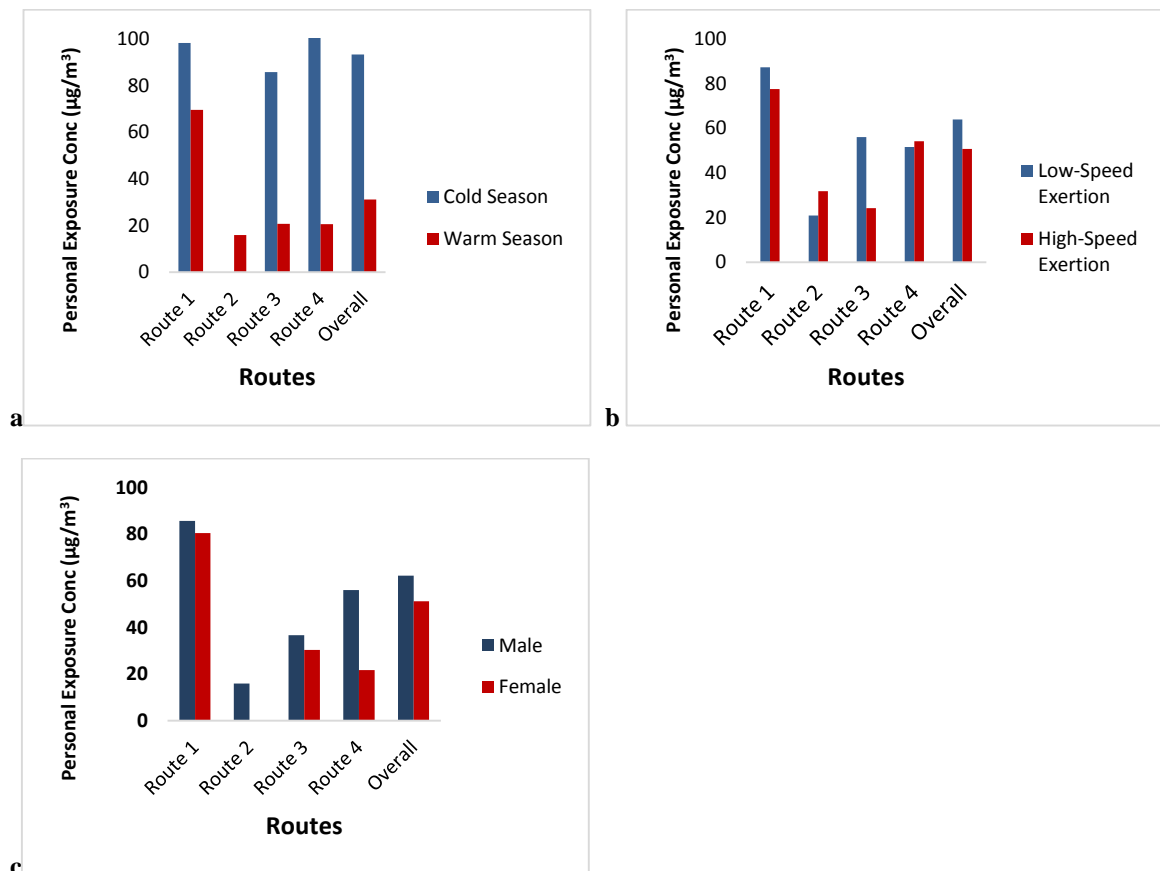 Personal Exposure Conc (µg/m³)
100
80
60
40
20
0
Route 1
Route 2
Route 3
Route 4
Overall
Routes
Cold Season
Warm Season
a
Personal Exposure Conc (µg/m³)
100
80
60
40
20
0
Route 1
Route 2
Route 3
Route 4
Overall
Routes
Low-Speed
Exertion
High-Speed
Exertion
b
Personal Exposure Conc (µg/m³)
100
80
60
40
20
0
Route 1
Route 2
Route 3
Route 4
Overall
Routes
Male
Female
c